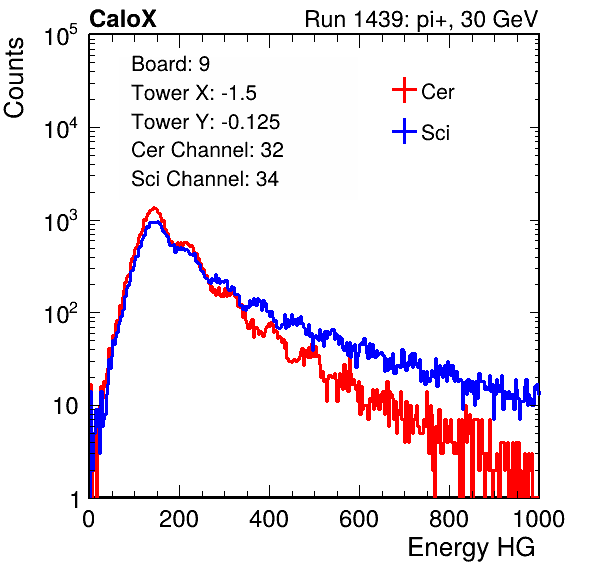 CaloX Run 1439: pi+, 30 GeV
Counts
Board: 9
Tower X: -1.5
Tower Y: -0.125
Cer Channel: 32
Sci Channel: 34
Cer
Sci
10^5
10^4
10^3
10^2
10
1
0 200 400 600 800 1000
Energy HG